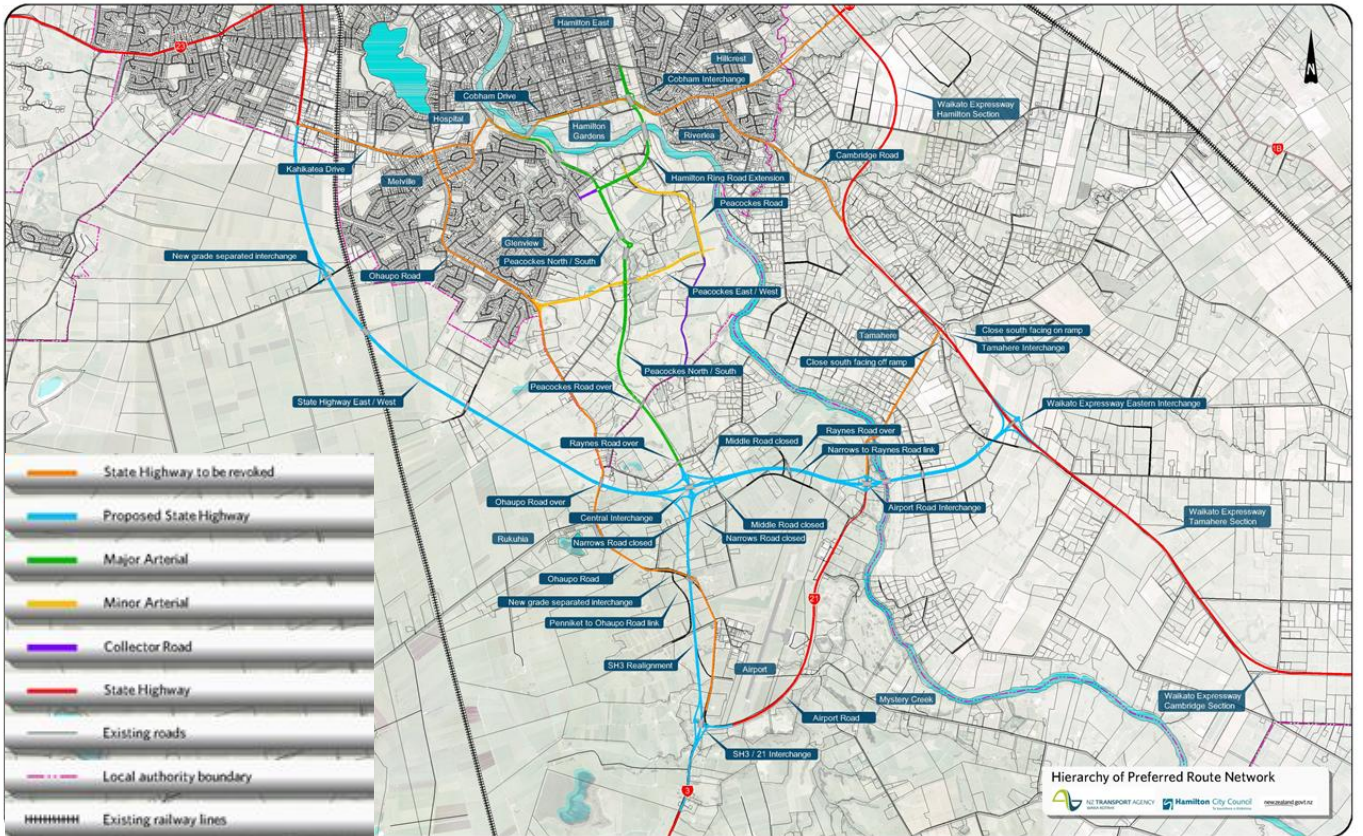 Hamilton East
23
Hillcrest
Cobham Interchange
Cobham Drive
Waikato Expressway
Hamilton Section
N
Hospital
Hamilton
Gardens
Riverlea
1B
Kahikatea Drive
Melville
Cambridge Road
Hamilton Ring Road Extension
Peacockes Road
New grade separated interchange
Glenview
Peacockes North / South
Ohaupo Road
Peacockes East / West
Close south facing on ramp
Tamahere
Tamahere Interchange
Close south facing off ramp
Peacockes North / South
Peacockes Road over
State Highway East / West
Waikato Expressway Eastern Interchange
Raynes Road over
Middle Road closed
Raynes Road over
Narrows to Raynes Road link
Ohaupo Road over
Central Interchange
Airport Road Interchange
Middle Road closed
Waikato Expressway
Tamahere Section
Rukuhia
Narrows Road closed
Narrows Road closed
Ohaupo Road
New grade separated interchange
21
Penniket to Ohaupo Road link
SH3 Realignment
Airport
Mystery Creek
Waikato Expressway
Cambridge Section
Airport Road
SH3 / 21 Interchange
3
State Highway to be revoked
Proposed State Highway
Major Arterial
Minor Arterial
Collector Road
State Highway
Existing roads
Local authority boundary
Existing railway lines
Hierarchy of Preferred Route Network
NZ TRANSPORT AGENCY
WAKA KOTAHI
Hamilton City Council
newzealand.govt.nz